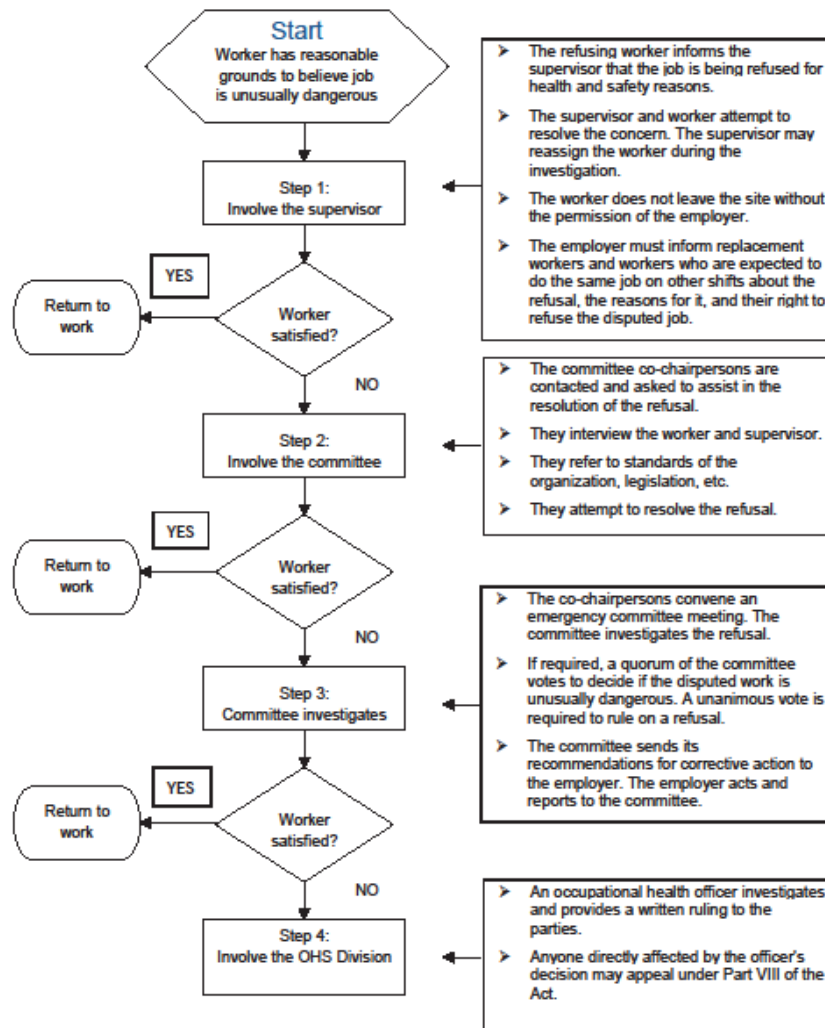 Start
Worker has reasonable
grounds to believe job
is unusually dangerous
➢ The refusing worker informs the
supervisor that the job is being refused for
health and safety reasons.
➢ The supervisor and worker attempt to
resolve the concern. The supervisor may
reassign the worker during the
investigation.
➢ The worker does not leave the site without
the permission of the employer.
➢ The employer must inform replacement
workers and workers who are expected to
do the same job on other shifts about the
refusal, the reasons for it, and their right to
refuse the disputed job.
Step 1:
Involve the supervisor
YES
Return to
work
Worker
satisfied?
NO
➢ The committee co-chairpersons are
contacted and asked to assist in the
resolution of the refusal.
➢ They interview the worker and supervisor.
➢ They refer to standards of the
organization, legislation, etc.
➢ They attempt to resolve the refusal.
Step 2:
Involve the committee
YES
Return to
work
Worker
satisfied?
NO
➢ The co-chairpersons convene an
emergency committee meeting. The
committee investigates the refusal.
➢ If required, a quorum of the committee
votes to decide if the disputed work is
unusually dangerous. A unanimous vote is
required to rule on a refusal.
➢ The committee sends its
recommendations for corrective action to
the employer. The employer acts and
reports to the committee.
Step 3:
Committee investigates
YES
Return to
work
Worker
satisfied?
NO
➢ An occupational health officer investigates
and provides a written ruling to the
parties.
➢ Anyone directly affected by the officer's
decision may appeal under Part VIII of the
Act.
Step 4:
Involve the OHS Division